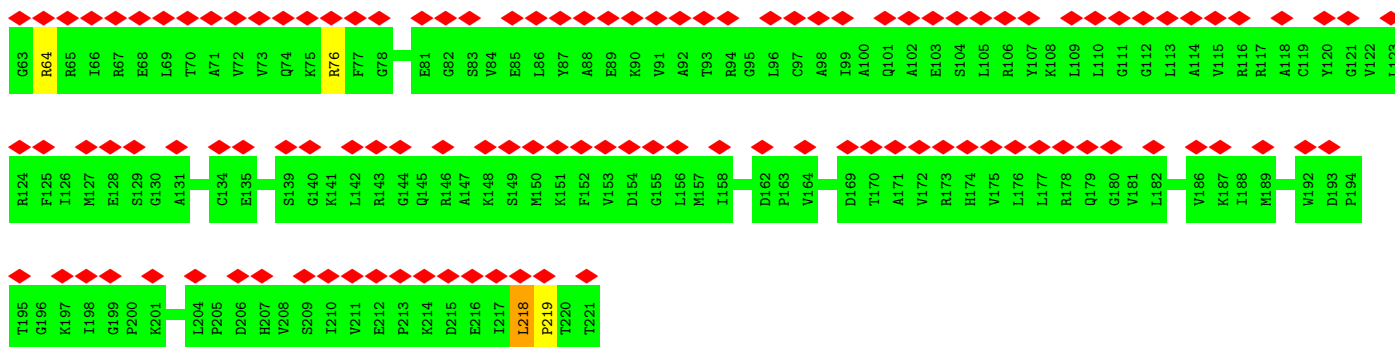 G63 R64 R65 I66 R67 E68 L69 T70 A71 V72 V73 Q74 K75 R76 F77 G78 E81 G82 S83 V84 E85 L86 Y87 A88 E89 K90 V91 A92 T93 R94 G95 L96 C97 A98 I99 A100 Q101 A102 E103 S104 L105 R106 Y107 K108 L109 L110 G111 G112 L113 A114 V115 R116 R117 A118 C119 Y120 G121 V122 L123
R124 F125 I126 M127 E128 S129 G130 A131 C134 E135 S139 G140 K141 L142 R143 G144 Q145 R146 A147 K148 S149 M150 K151 F152 V153 D154 G155 L156 M157 I158 D162 P163 V164 D169 T170 A171 V172 R173 H174 V175 L176 L177 R178 Q179 G180 V181 L182 V186 K187 I188 M189 W192 D193 P194
T195 G196 K197 I198 G199 P200 K201 L204 P205 D206 H207 V208 S209 I210 V211 E212 P213 K214 D215 E216 I217 L218 P219 T220 T221